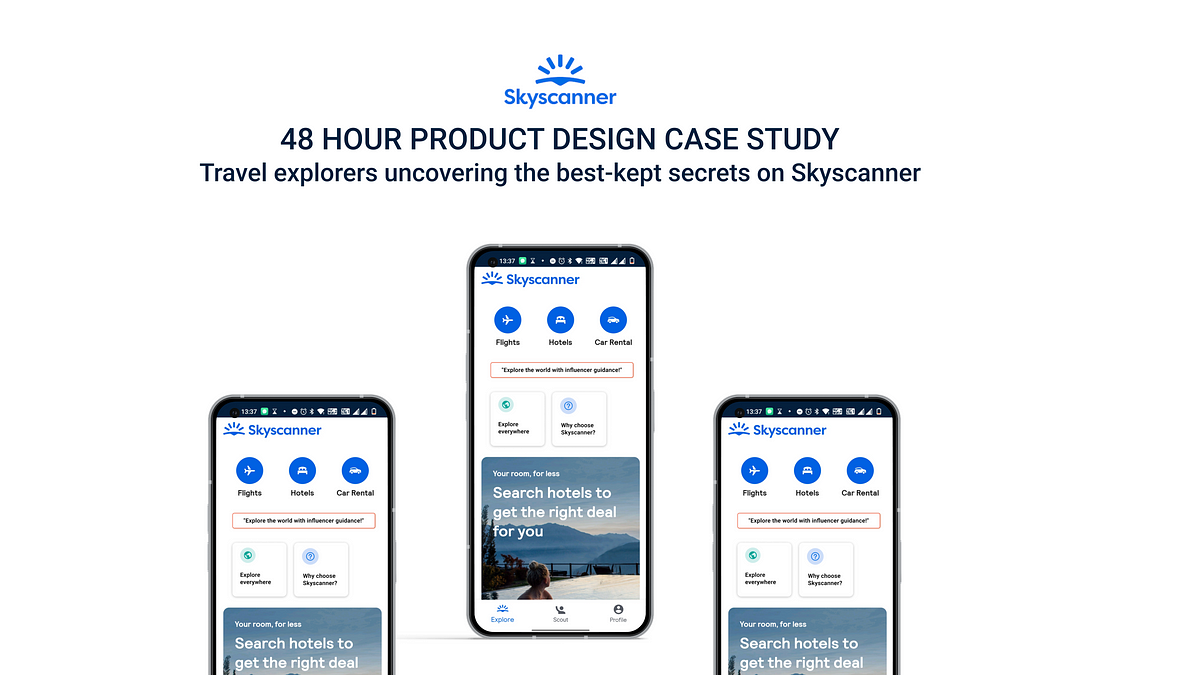 Skyscanner
48 HOUR PRODUCT DESIGN CASE STUDY
Travel explorers uncovering the best-kept secrets on Skyscanner
13:37
Skyscanner
Flights Hotels Car Rental
"Explore the world with influencer guidance!"
Explore
everywhere
Why choose
Skyscanner?
Your room, for less
Search hotels to
get the right deal
for you
Explore Scout Profile
13:37
Skyscanner
Flights Hotels Car Rental
"Explore the world with influencer guidance!"
Explore
everywhere
Why choose
Skyscanner?
Your room, for less
Search hotels to
get the right deal
13:37
Skyscanner
Flights Hotels Car Rental
"Explore the world with influencer guidance!"
Explore
everywhere
Why choose
Skyscanner?
Your room, for less
Search hotels to
get the right deal